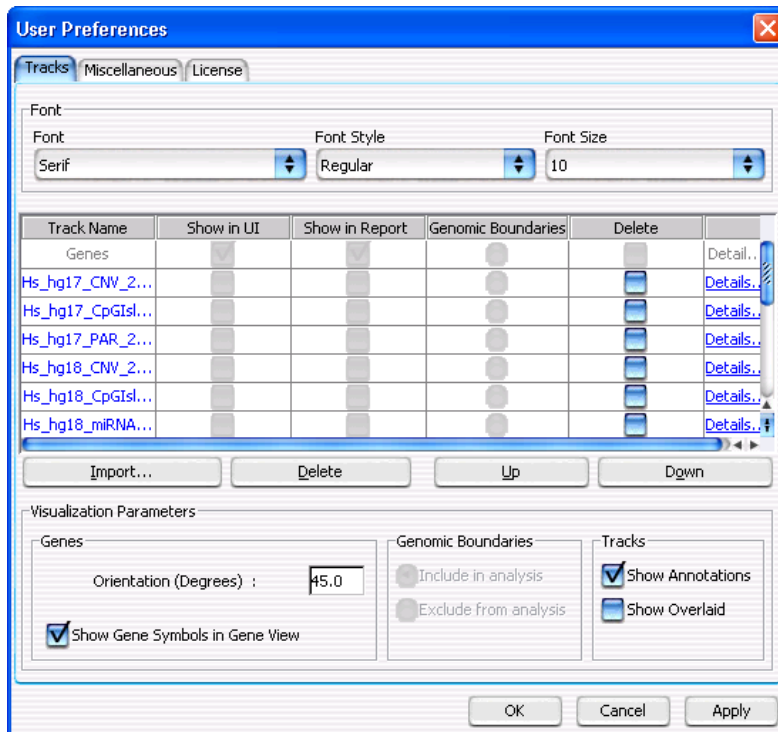 User Preferences
Tracks Miscellaneous License
Font
Font Font Style Font Size
Serif Regular 10
Track Name Show in UI Show in Report Genomic Boundaries Delete
Genes Detail..
Hs_hg17_CNV_2... Details..
Hs_hg17_CpGIsl... Details..
Hs_hg17_PAR_2... Details..
Hs_hg18_CNV_2... Details..
Hs_hg18_CpGIsl... Details..
Hs_hg18_miRNA... Details..
Import... Delete Up Down
Visualization Parameters
Genes Genomic Boundaries Tracks
Orientation (Degrees) : 45.0 Include in analysis Show Annotations
Exclude from analysis Show Overlaid
Show Gene Symbols in Gene View
OK Cancel Apply